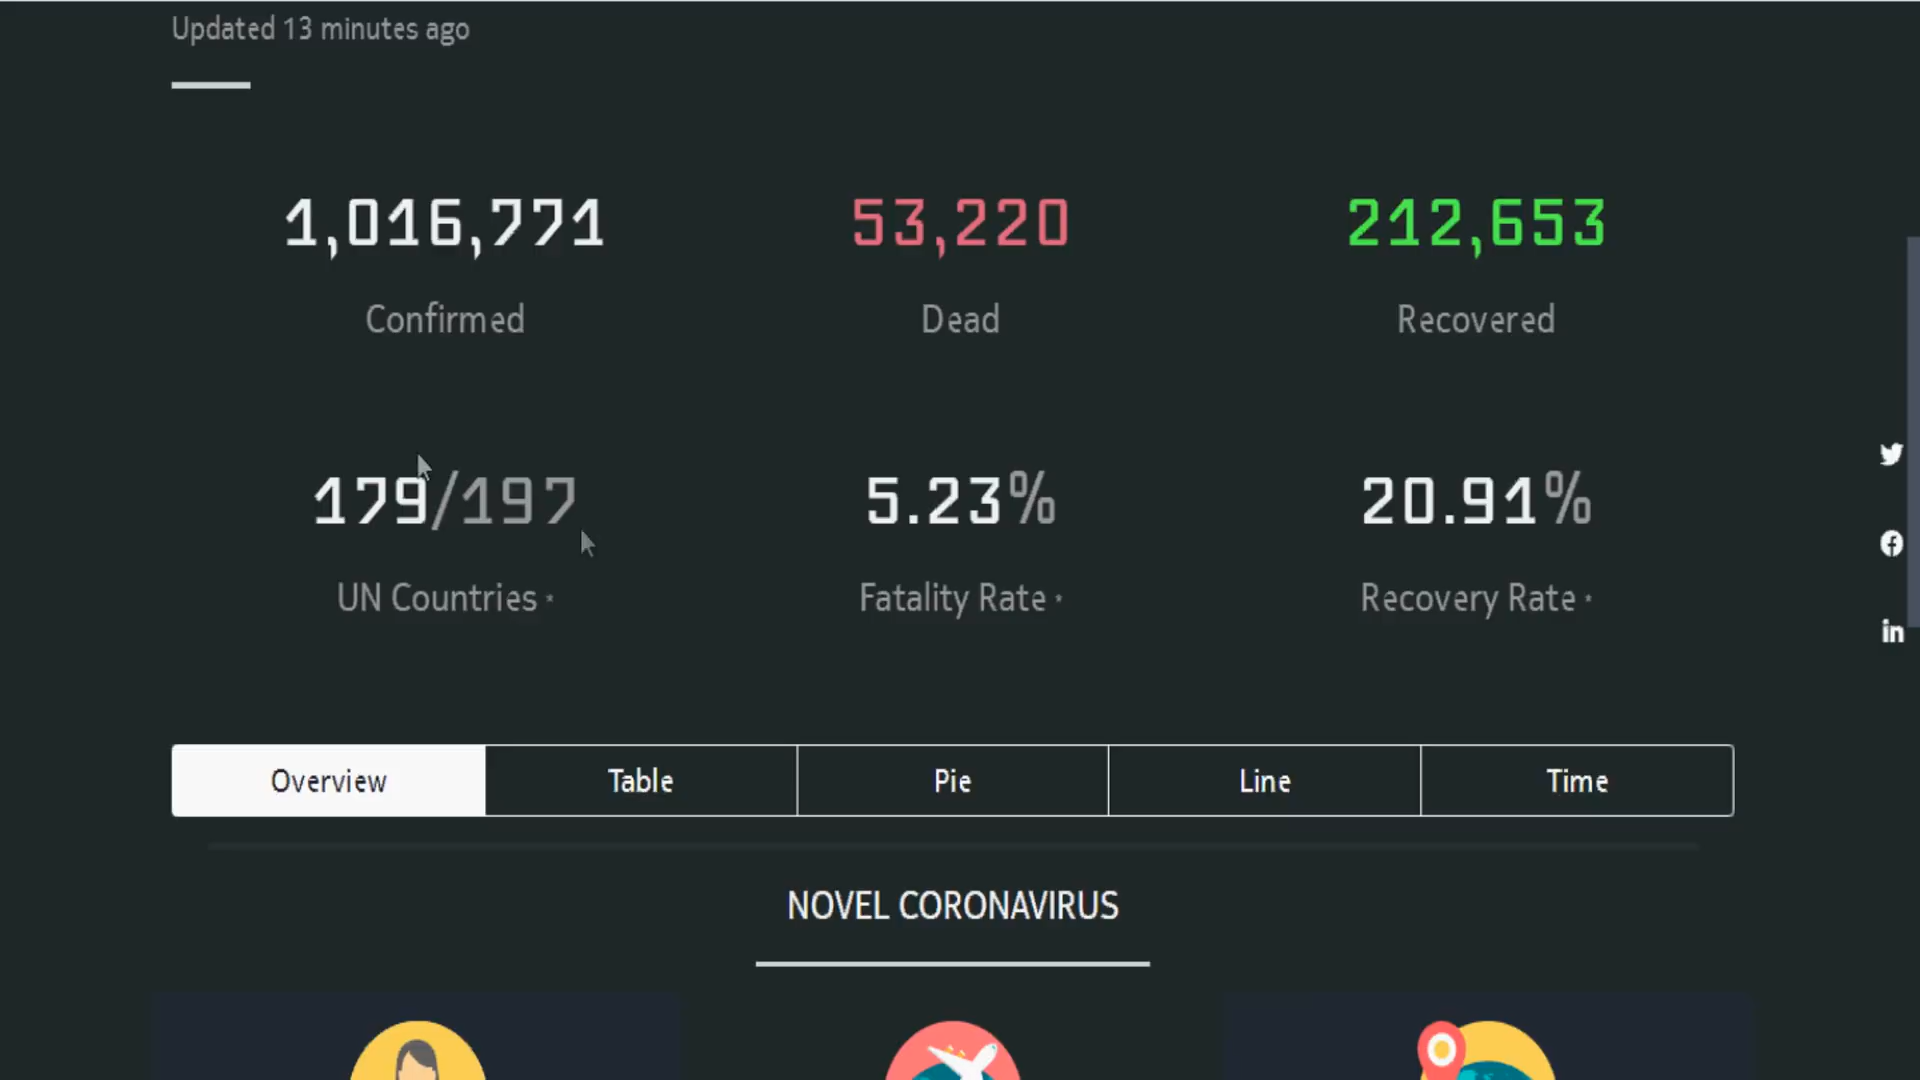 Updated 13 minutes ago
1,016,771 53,220 212,653
Confirmed Dead Recovered
179/197 5.23% 20.91%
UN Countries * Fatality Rate * Recovery Rate *
Overview Table Pie Line Time
NOVEL CORONAVIRUS